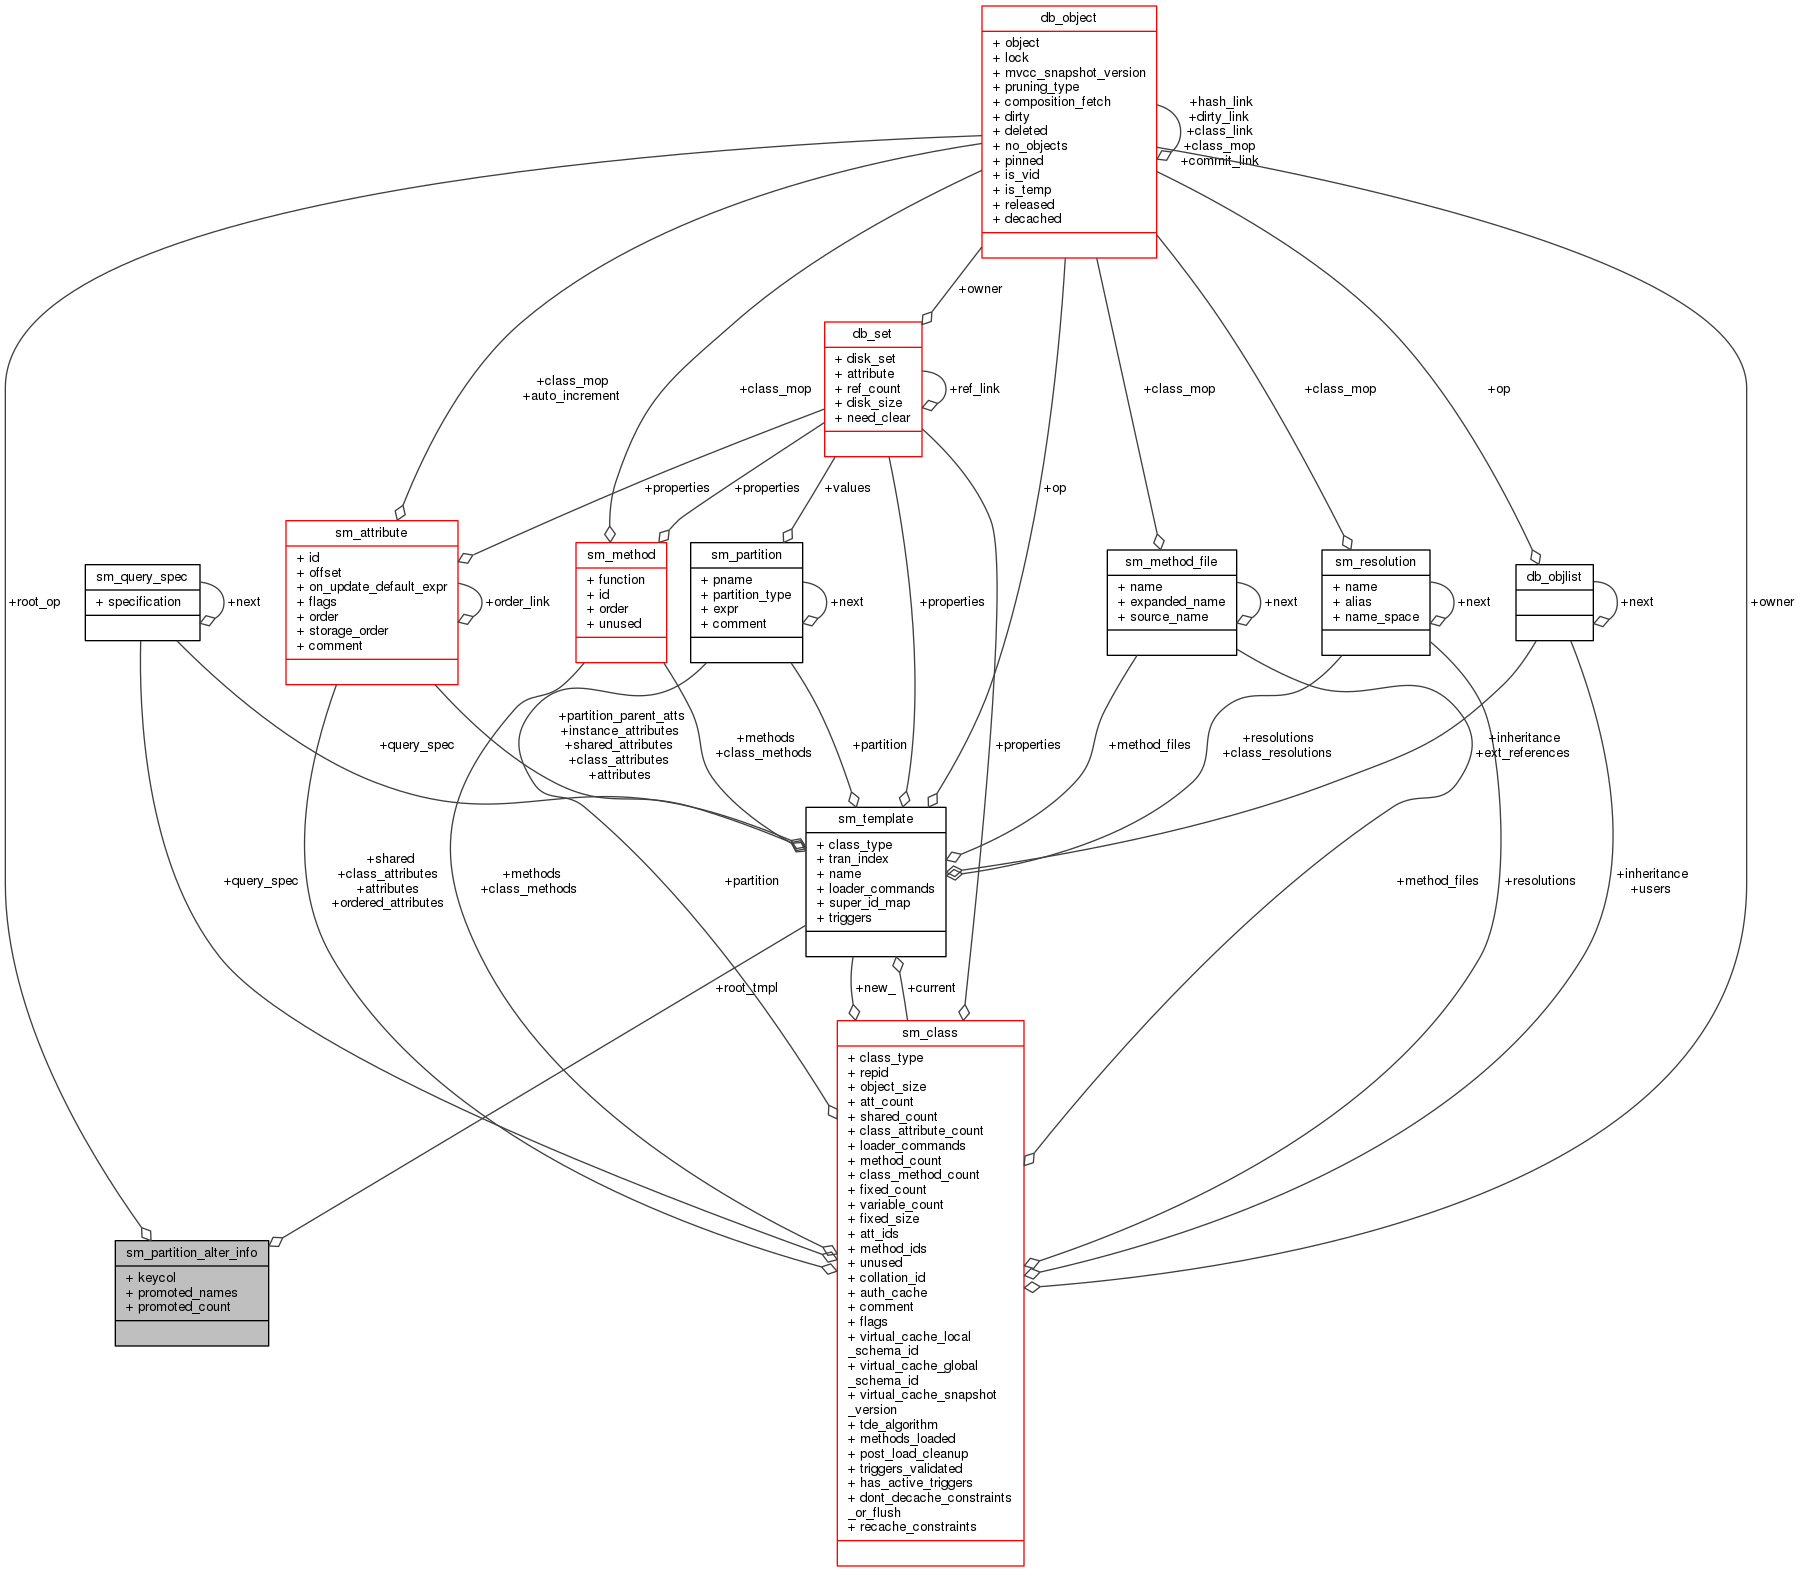 db_object
+ object
+ lock
+ mvcc_snapshot_version
+ pruning_type
+ composition_fetch
+ dirty
+ deleted
+ no_objects
+ pinned
+ is_vid
+ is_temp
+ released
+ decached
+hash_link
+dirty_link
+class_link
+class_mop
+commit_link
+owner
db_set
+ disk_set
+ attribute
+ ref_count
+ disk_size
+ need_clear
+ref_link
+class_mop
+auto_increment
+class_mop
+class_mop
+class_mop
+op
+properties
+properties
+values
+op
sm_attribute
+ id
+ offset
+ on_update_default_expr
+ flags
+ order
+ storage_order
+ comment
+order_link
sm_method
+ function
+ id
+ order
+ unused
sm_partition
+ pname
+ partition_type
+ expr
+ comment
+next
sm_method_file
+ name
+ expanded_name
+ source_name
+next
sm_resolution
+ name
+ alias
+ name_space
+next
db_objlist
+next
sm_query_spec
+ specification
+next
+root_op
+properties
+owner
+query_spec
+partition_parent_atts
+instance_attributes
+shared_attributes
+class_attributes
+attributes
+methods
+class_methods
+partition
+properties
+method_files
+resolutions
+class_resolutions
+inheritance
+ext_references
sm_template
+ class_type
+ tran_index
+ name
+ loader_commands
+ super_id_map
+ triggers
+query_spec
+shared
+class_attributes
+attributes
+ordered_attributes
+methods
+class_methods
+partition
+method_files
+resolutions
+inheritance
+users
+root_tmpl
+new_
+current
sm_class
+ class_type
+ repid
+ object_size
+ att_count
+ shared_count
+ class_attribute_count
+ loader_commands
+ method_count
+ class_method_count
+ fixed_count
+ variable_count
+ fixed_size
+ att_ids
+ method_ids
+ unused
+ collation_id
+ auth_cache
+ comment
+ flags
+ virtual_cache_local
_schema_id
+ virtual_cache_global
_schema_id
+ virtual_cache_snapshot
_version
+ tde_algorithm
+ methods_loaded
+ post_load_cleanup
+ triggers_validated
+ has_active_triggers
+ dont_decache_constraints
_or_flush
+ recache_constraints
sm_partition_alter_info
+ keycol
+ promoted_names
+ promoted_count